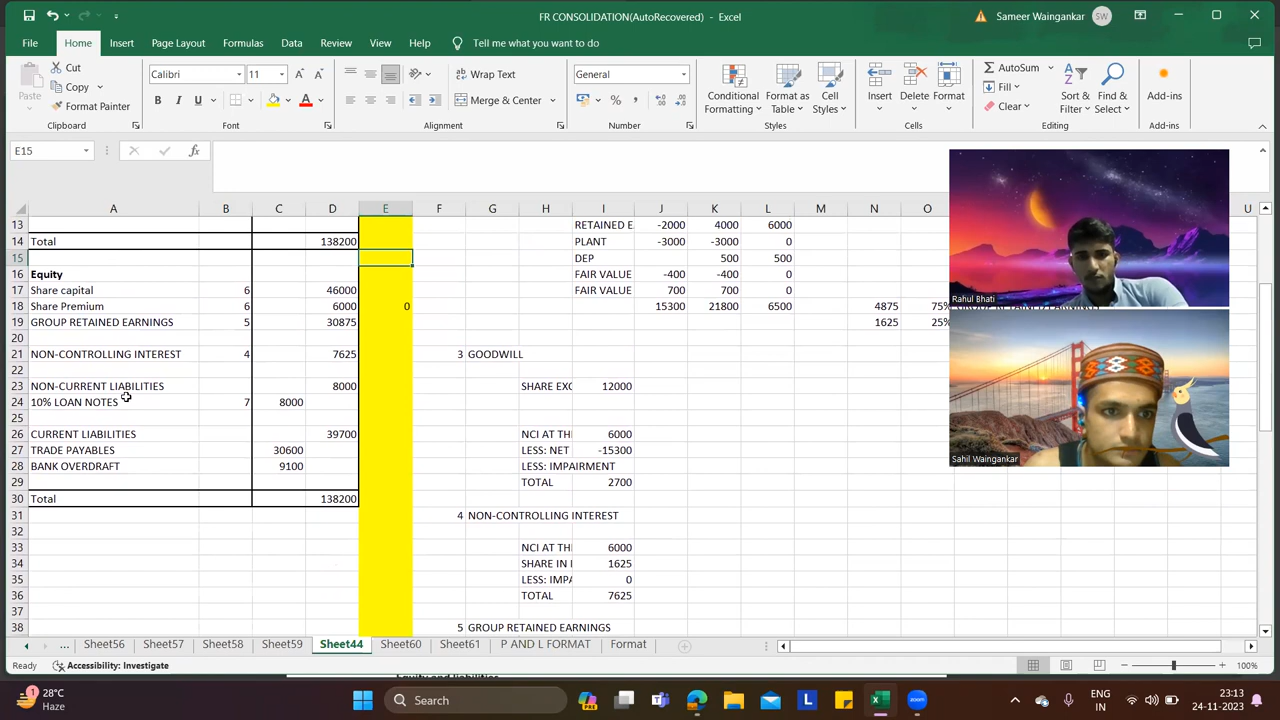 FR CONSOLIDATION(AutoRecovered) - Excel
Sameer Waingankar SW
File Home Insert Page Layout Formulas Data Review View Help Tell me what you want to do
Cut
Copy
Format Painter
Paste
Clipboard
Calibri 11
B I U
Font
Wrap Text
Merge & Center
Alignment
General
Number
Conditional Formatting
Format as Table
Cell Styles
Styles
Insert
Delete
Format
Cells
AutoSum
Fill
Clear
Sort & Filter
Find & Select
Editing
Add-ins
Add-ins
E15
fx
A B C D E F G H I J K L M N O U
13 RETAINED E -2000 4000 6000
14 Total 138200 PLANT -3000 -3000 0
15 DEP 500 500
16 Equity FAIR VALUE -400 -400 0
17 Share capital 6 46000 FAIR VALUE 700 700 0
18 Share Premium 6 6000 0 15300 21800 6500 4875 75%
19 GROUP RETAINED EARNINGS 5 30875 1625 25%
20
21 NON-CONTROLLING INTEREST 4 7625 3 GOODWILL
22
23 NON-CURRENT LIABILITIES 8000 SHARE EXC 12000
24 10% LOAN NOTES 7 8000
25
26 CURRENT LIABILITIES 39700 NCI AT TH 6000
27 TRADE PAYABLES 30600 LESS: NET -15300
28 BANK OVERDRAFT 9100 LESS: IMPAIRMENT
29 TOTAL 2700
30 Total 138200
31 4 NON-CONTROLLING INTEREST
32
33 NCI AT TH 6000
34 SHARE IN 1625
35 LESS: IMPA 0
36 TOTAL 7625
37
38 5 GROUP RETAINED EARNINGS
Rahul Bhati
Sahil Waingankar
... Sheet56 Sheet57 Sheet58 Sheet59 Sheet44 Sheet60 Sheet61 P AND L FORMAT Format
Ready Accessibility: Investigate 100%
28°C
Haze
Search
ENG
IN
23:13
24-11-2023